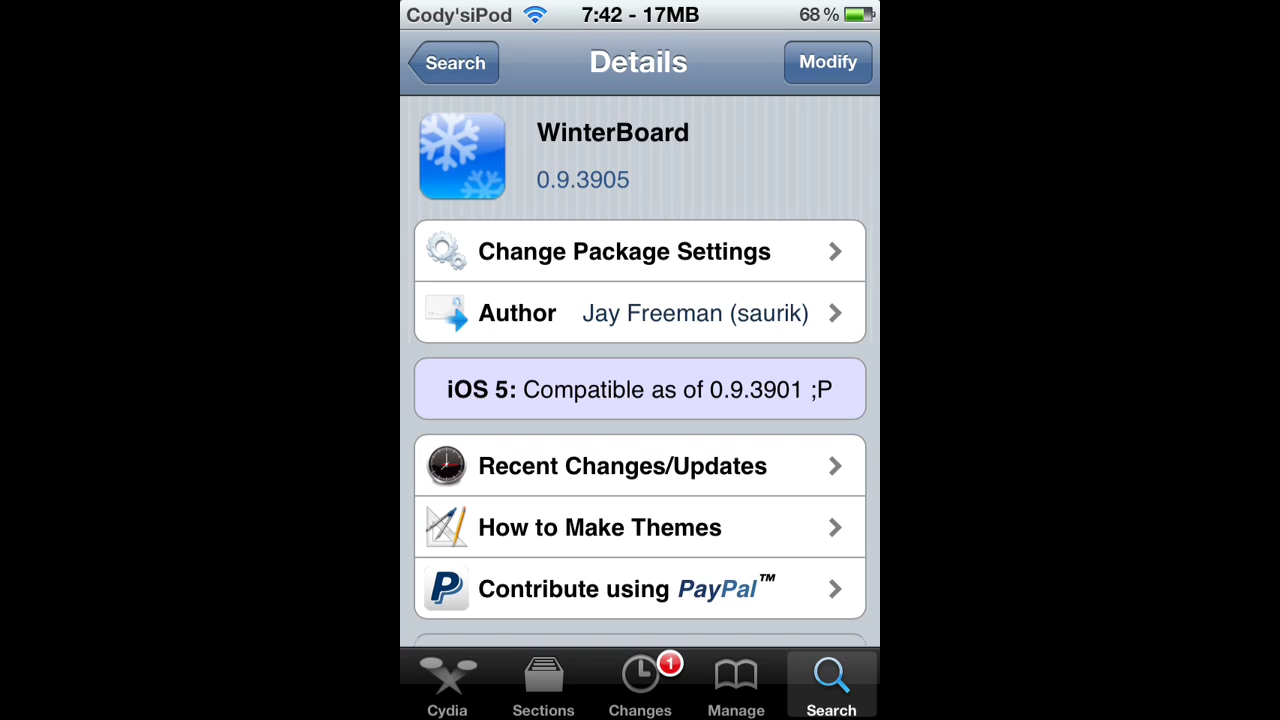 Cody'siPod 7:42 - 17MB 68 %
Search Details Modify
WinterBoard
0.9.3905
Change Package Settings
Author Jay Freeman (saurik)
iOS 5: Compatible as of 0.9.3901 ;P
Recent Changes/Updates
How to Make Themes
Contribute using PayPal™
1
Cydia Sections Changes Manage Search